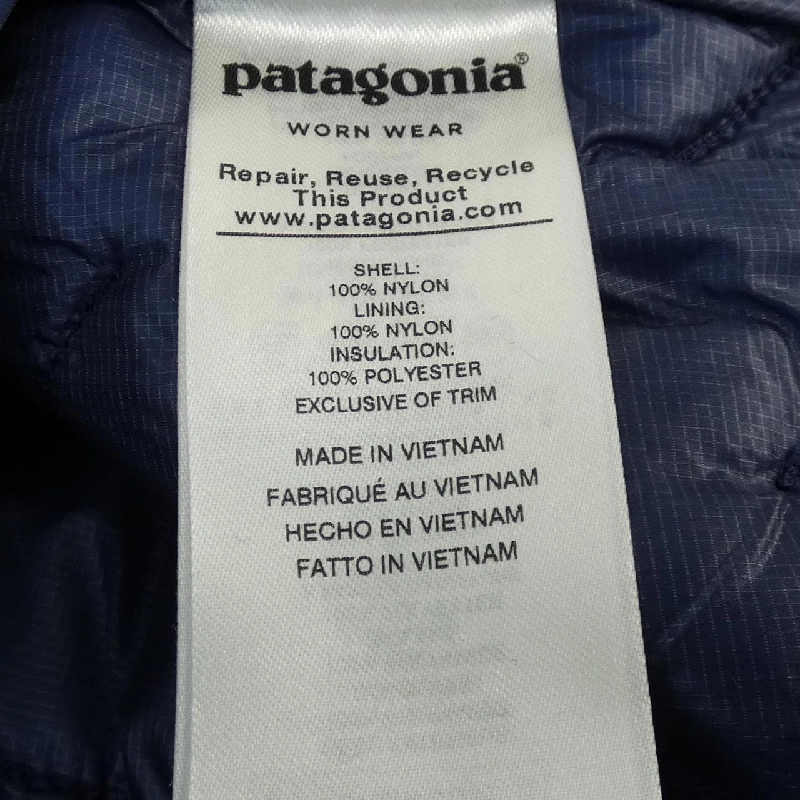 patagonia®
WORN WEAR
Repair, Reuse, Recycle
This Product
www.patagonia.com
SHELL:
100% NYLON
LINING:
100% NYLON
INSULATION:
100% POLYESTER
EXCLUSIVE OF TRIM
MADE IN VIETNAM
FABRIQUÉ AU VIETNAM
HECHO EN VIETNAM
FATTO IN VIETNAM